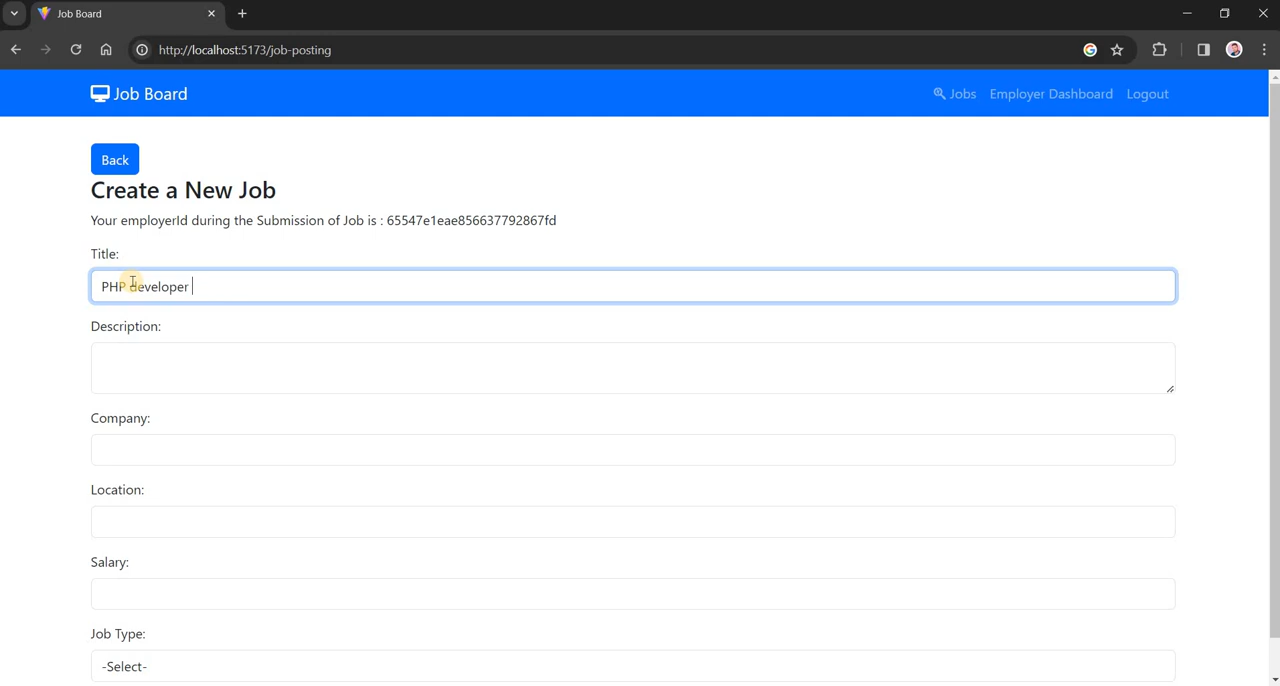 Job Board
http://localhost:5173/job-posting
Job Board
Jobs Employer Dashboard Logout
Back
Create a New Job
Your employerId during the Submission of Job is : 65547e1eae856637792867fd
Title:
PHP developer
Description:
Company:
Location:
Salary:
Job Type:
-Select-